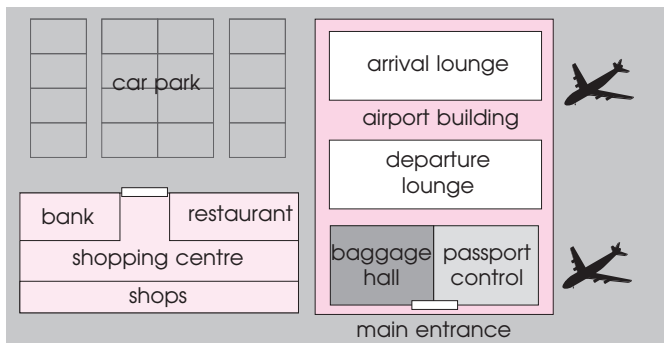 car park
bank
restaurant
shopping centre
shops
arrival lounge
airport building
departure
lounge
baggage
hall
passport
control
main entrance